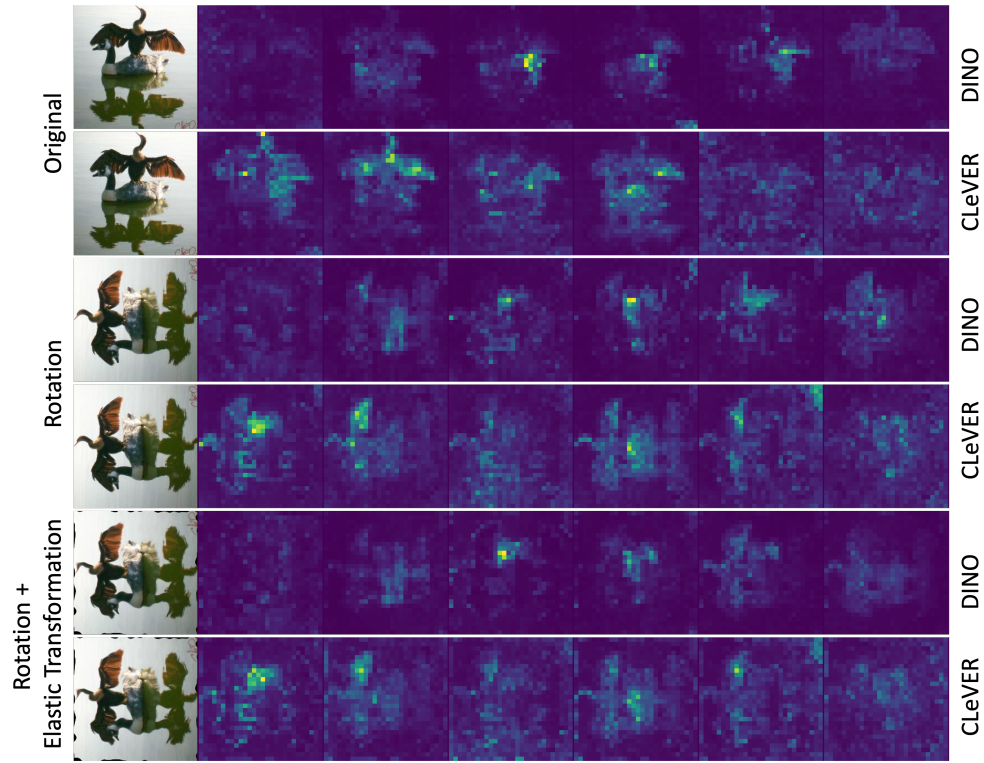 Original
DINO
CLeVER
Rotation
DINO
CLeVER
Rotation +
Elastic Transformation
DINO
CLeVER